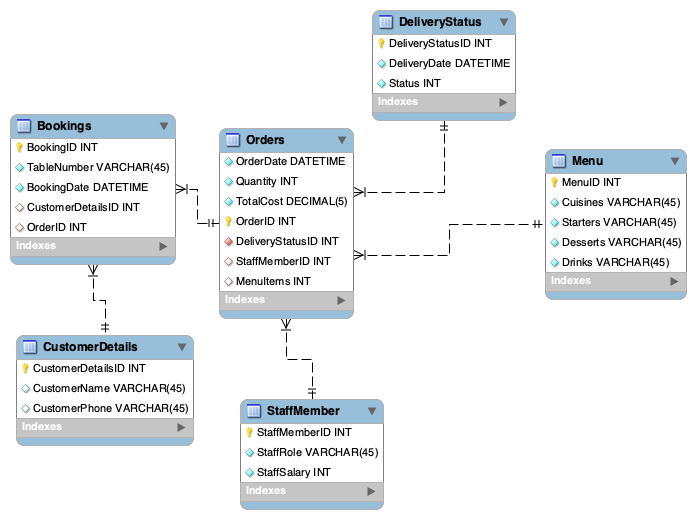 DeliveryStatus
DeliveryStatusID INT
DeliveryDate DATETIME
Status INT
Indexes
Bookings
BookingID INT
TableNumber VARCHAR(45)
BookingDate DATETIME
CustomerDetailsID INT
OrderID INT
Indexes
Orders
OrderDate DATETIME
Quantity INT
TotalCost DECIMAL(5)
OrderID INT
DeliveryStatusID INT
StaffMemberID INT
MenuItems INT
Indexes
Menu
MenuID INT
Cuisines VARCHAR(45)
Starters VARCHAR(45)
Desserts VARCHAR(45)
Drinks VARCHAR(45)
Indexes
CustomerDetails
CustomerDetailsID INT
CustomerName VARCHAR(45)
CustomerPhone VARCHAR(45)
Indexes
StaffMember
StaffMemberID INT
StaffRole VARCHAR(45)
StaffSalary INT
Indexes